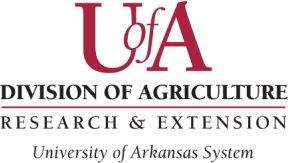 UofA
DIVISION OF AGRICULTURE
RESEARCH & EXTENSION
University of Arkansas System